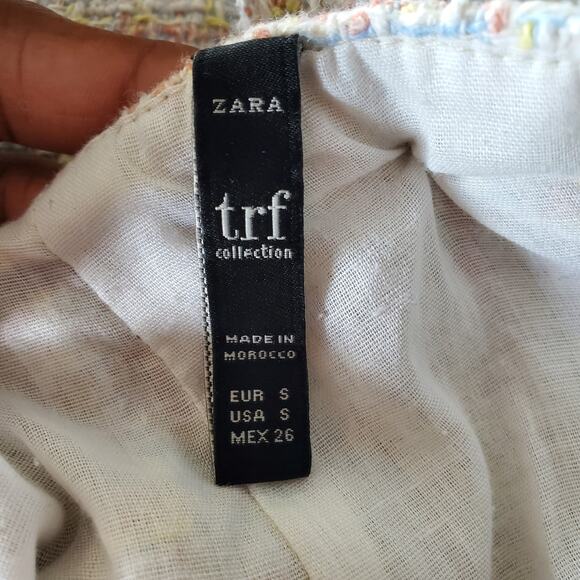 ZARA
trf
collection
MADE IN
MOROCCO
EUR S
USA S
MEX 26